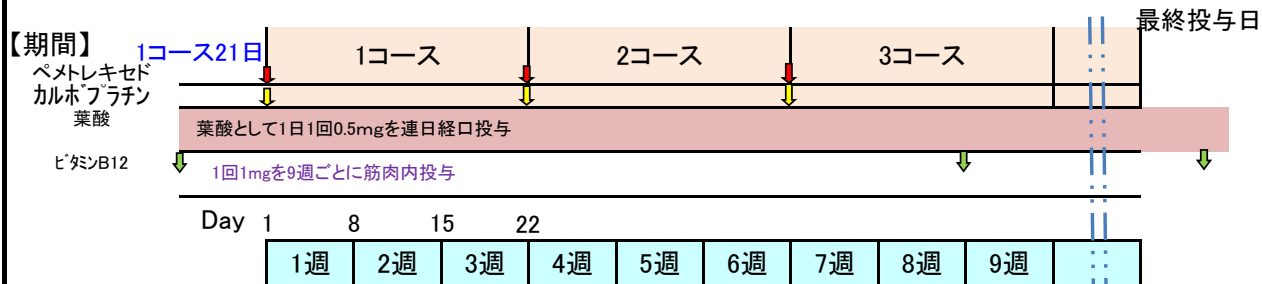 最終投与日
【期間】 1コース21日 1コース 2コース 3コース
ペメトレキセド
カルボプラチン
葉酸 葉酸として1日1回0.5mgを連日経口投与
ビタミンB12 1回1mgを9週ごとに筋肉内投与
Day 1 8 15 22
1週 2週 3週 4週 5週 6週 7週 8週 9週